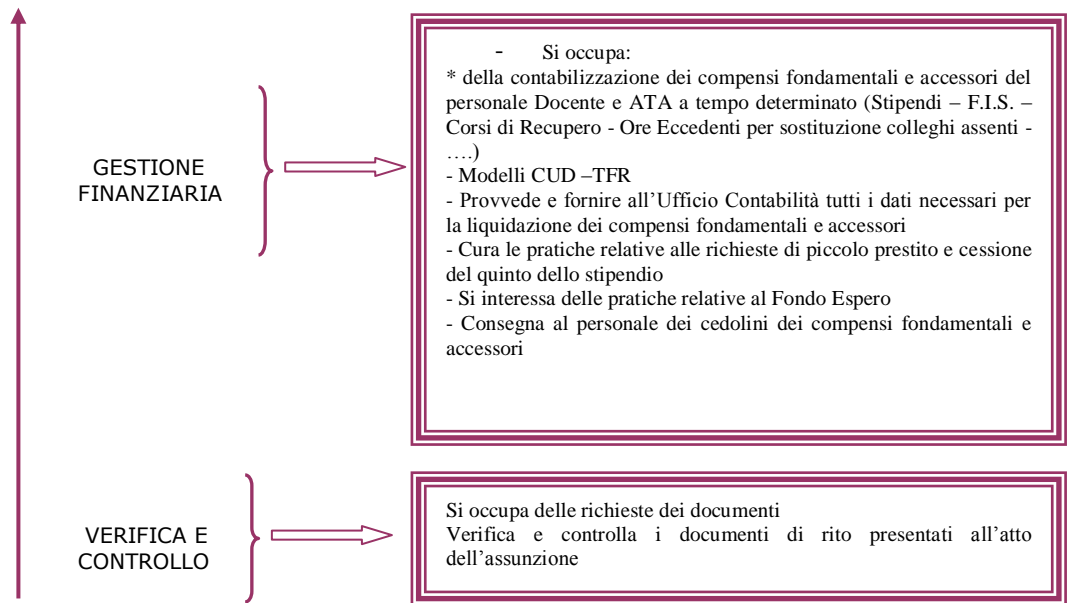 GESTIONE
FINANZIARIA
- Si occupa:
* della contabilizzazione dei compensi fondamentali e accessori del
personale Docente e ATA a tempo determinato (Stipendi – F.I.S. –
Corsi di Recupero - Ore Eccedenti per sostituzione colleghi assenti -
….)
- Modelli CUD –TFR
- Provvede e fornire all’Ufficio Contabilità tutti i dati necessari per
la liquidazione dei compensi fondamentali e accessori
- Cura le pratiche relative alle richieste di piccolo prestito e cessione
del quinto dello stipendio
- Si interessa delle pratiche relative al Fondo Espero
- Consegna al personale dei cedolini dei compensi fondamentali e
accessori
VERIFICA E
CONTROLLO
Si occupa delle richieste dei documenti
Verifica e controlla i documenti di rito presentati all’atto
dell’assunzione